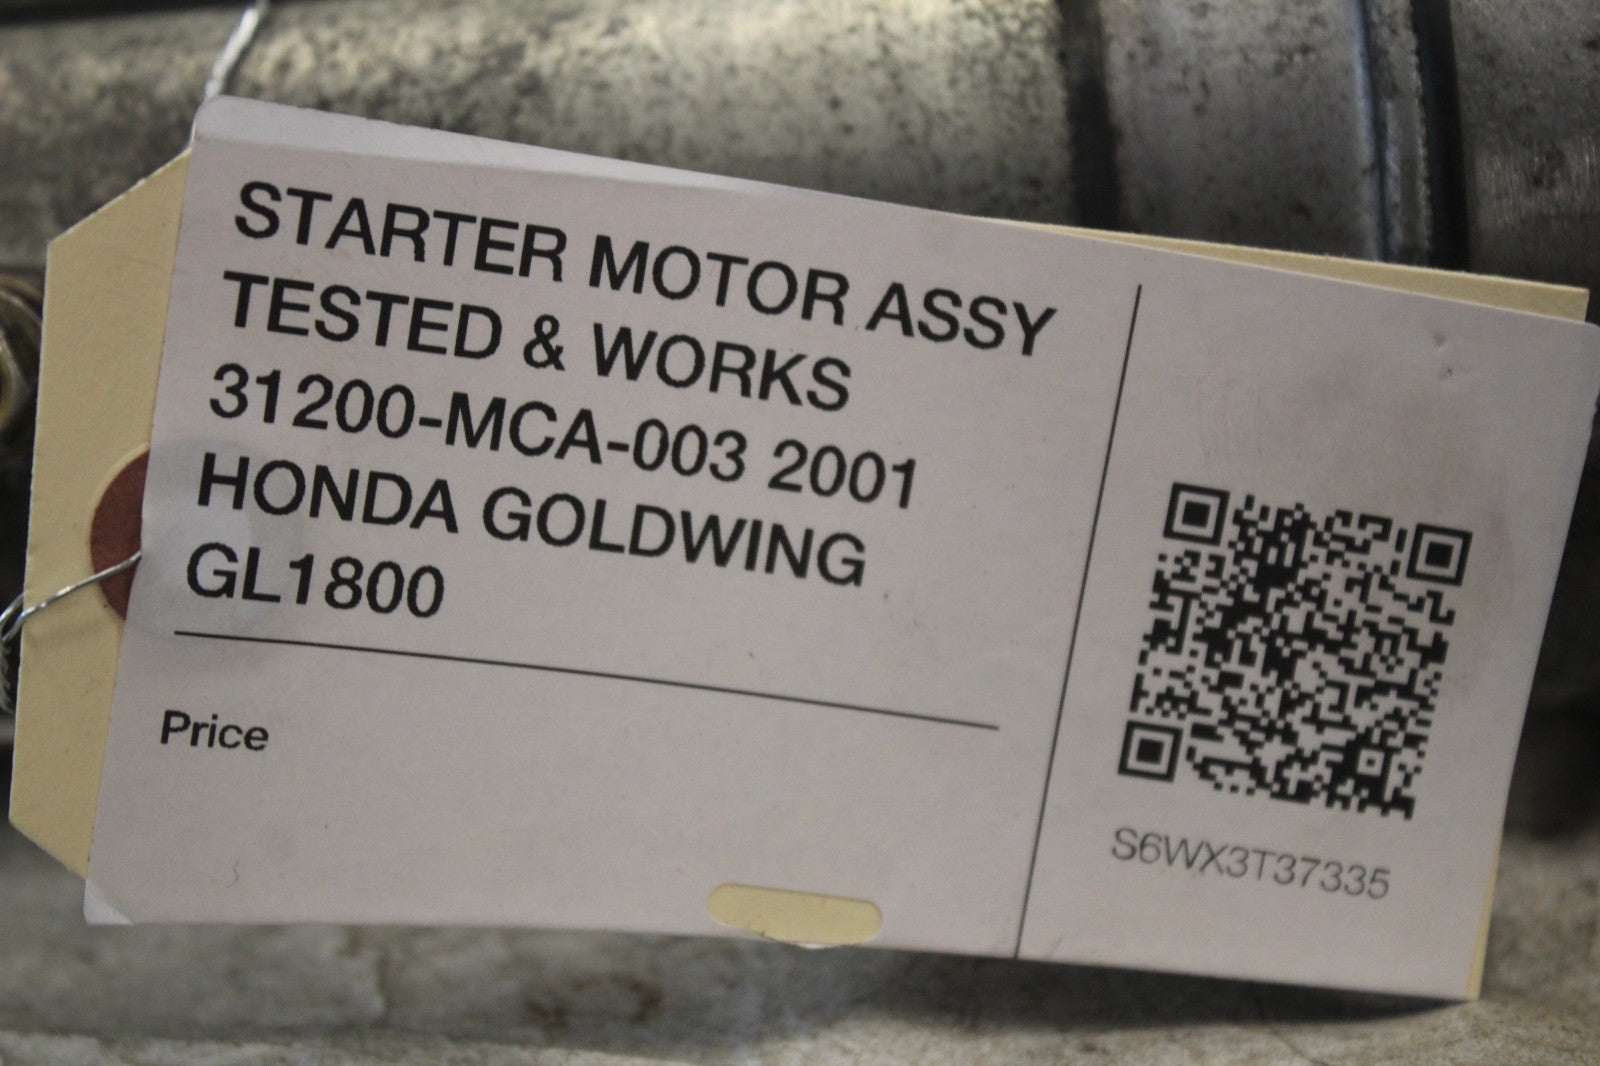 STARTER MOTOR ASSY
TESTED & WORKS
31200-MCA-003 2001
HONDA GOLDWING
GL1800
Price
S6WX3T37335